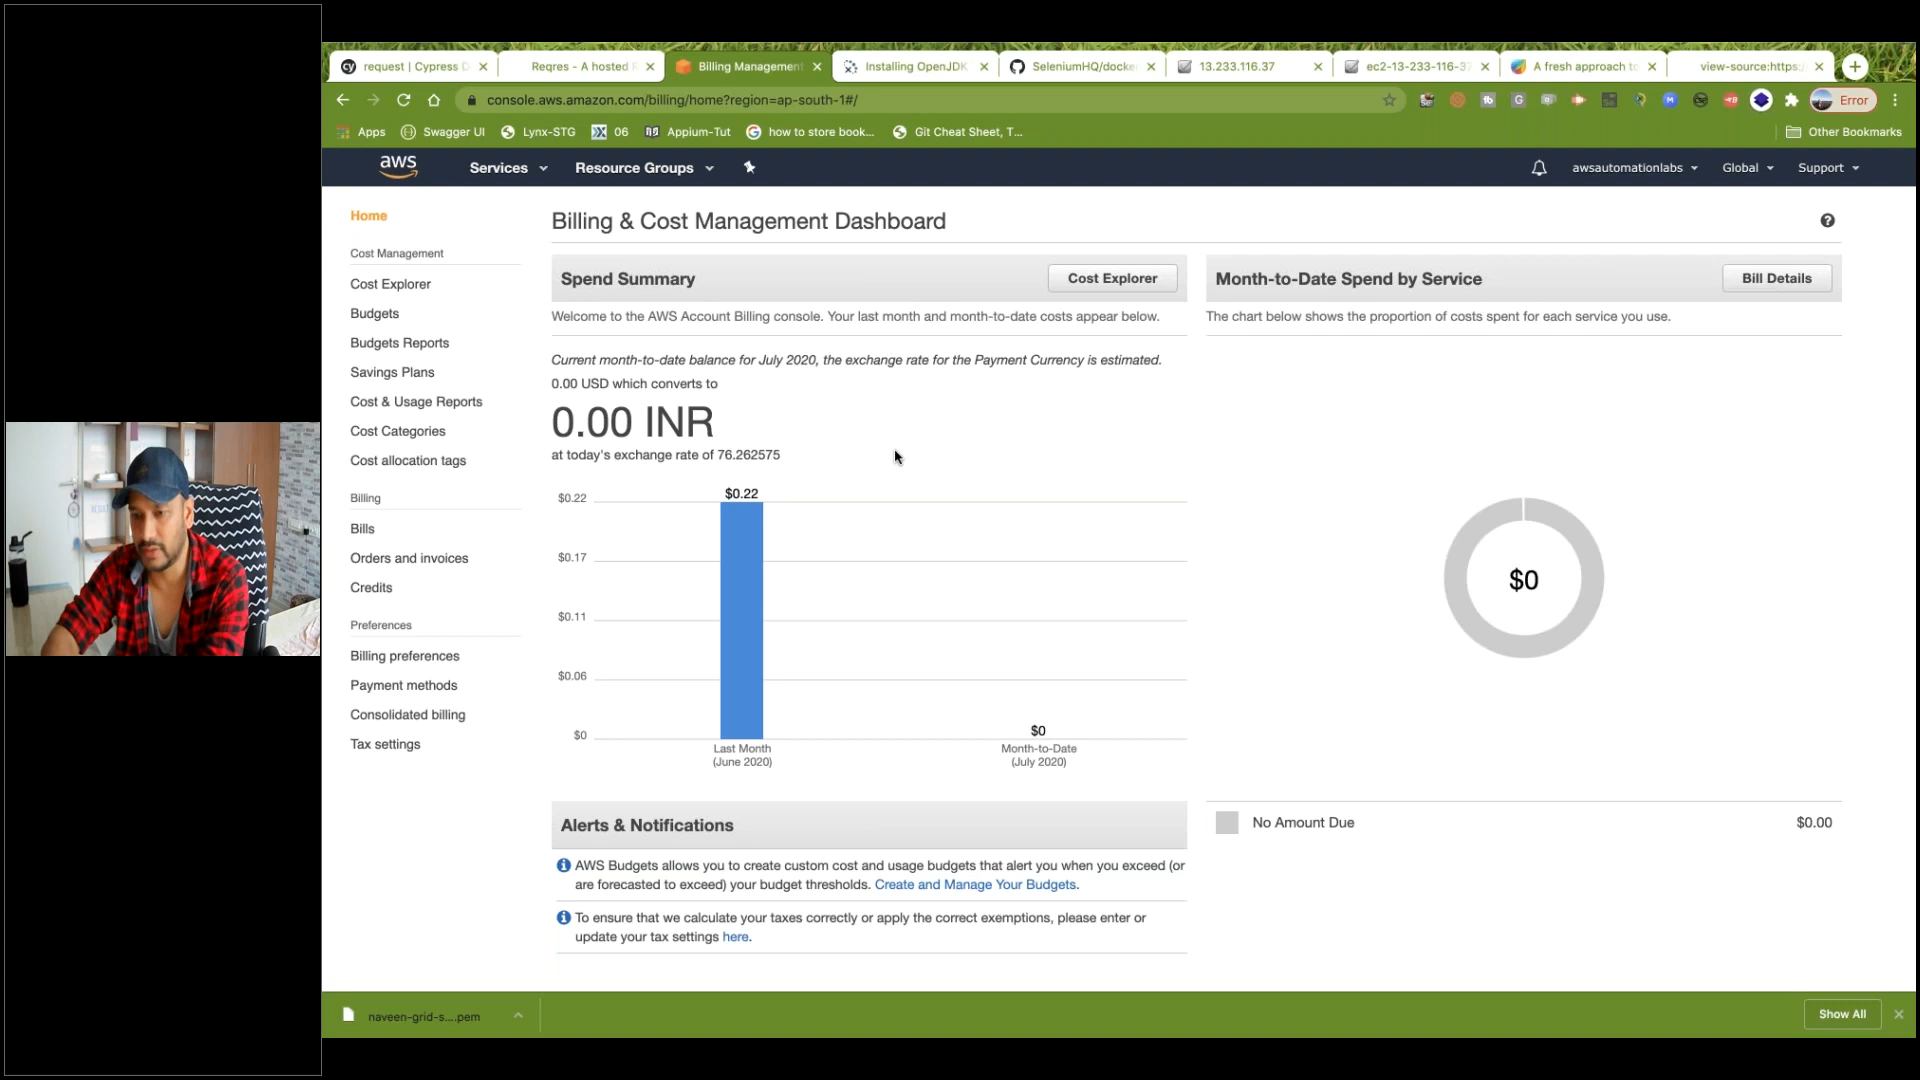 request | Cypress D
Reqres - A hosted
Billing Management
Installing OpenJDK
SeleniumHQ/docke
13.233.116.37
ec2-13-233-116-37
A fresh approach to
view-source:https:
console.aws.amazon.com/billing/home?region=ap-south-1#/
Error
Apps
Swagger UI
Lynx-STG
06
Appium-Tut
how to store book...
Git Cheat Sheet, T...
Other Bookmarks
aws
Services
Resource Groups
awsautomationlabs
Global
Support
Home
Cost Management
Cost Explorer
Budgets
Budgets Reports
Savings Plans
Cost & Usage Reports
Cost Categories
Cost allocation tags
Billing
Bills
Orders and invoices
Credits
Preferences
Billing preferences
Payment methods
Consolidated billing
Tax settings
Billing & Cost Management Dashboard
Spend Summary
Cost Explorer
Welcome to the AWS Account Billing console. Your last month and month-to-date costs appear below.
Current month-to-date balance for July 2020, the exchange rate for the Payment Currency is estimated.
0.00 USD which converts to
0.00 INR
at today's exchange rate of 76.262575
$0.22
$0.22
$0.17
$0.11
$0.06
$0
$0
Last Month
(June 2020)
Month-to-Date
(July 2020)
Alerts & Notifications
AWS Budgets allows you to create custom cost and usage budgets that alert you when you exceed (or
are forecasted to exceed) your budget thresholds. Create and Manage Your Budgets.
To ensure that we calculate your taxes correctly or apply the correct exemptions, please enter or
update your tax settings here.
Month-to-Date Spend by Service
Bill Details
The chart below shows the proportion of costs spent for each service you use.
$0
No Amount Due
$0.00
naveen-grid-s....pem
Show All